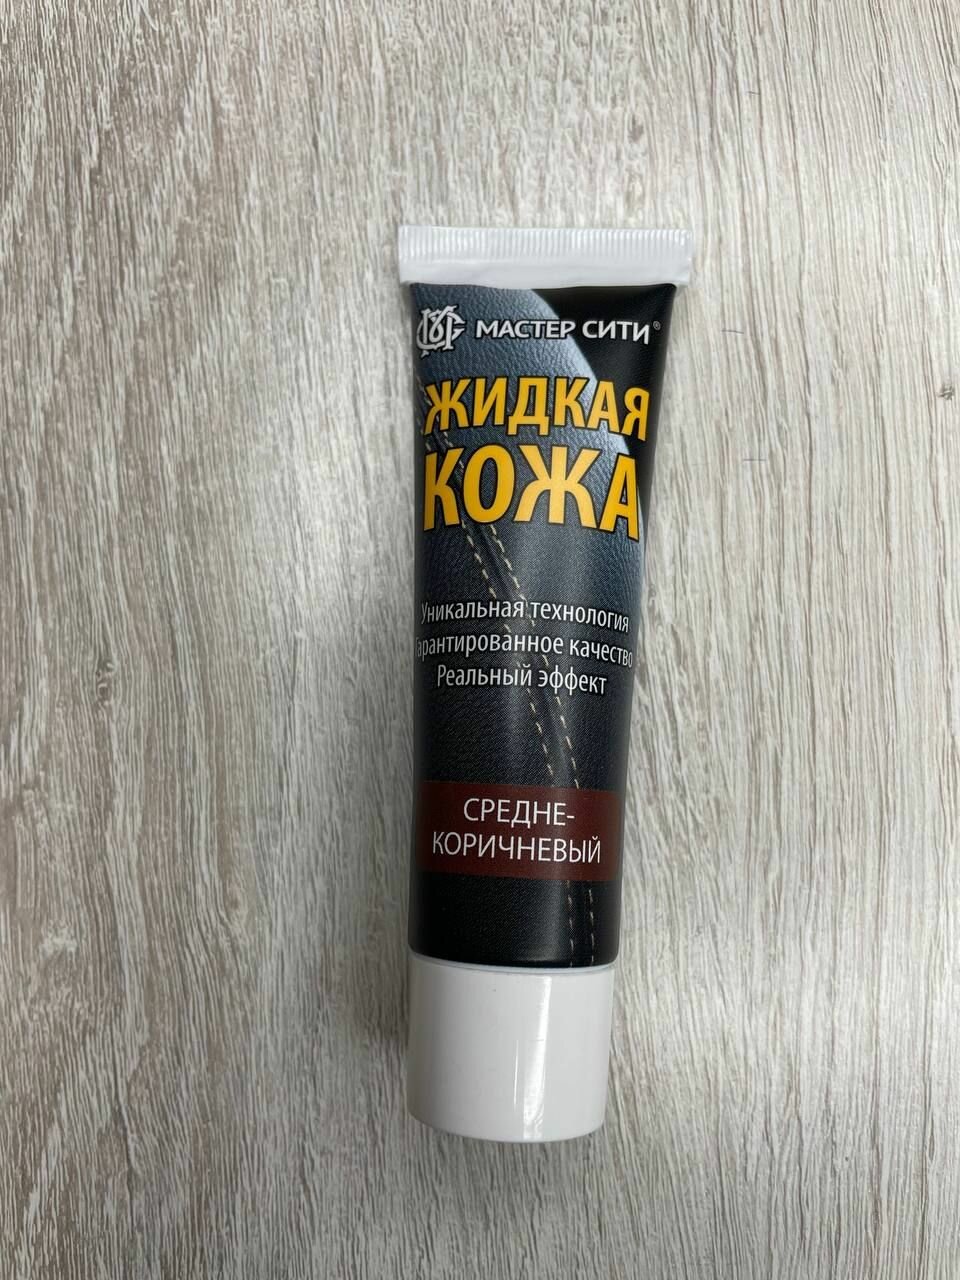 МАСТЕР СИТИ®
ЖИДКАЯ
КОЖА
Уникальная технология
Гарантированное качество
Реальный эффект
СРЕДНЕ-
КОРИЧНЕВЫЙ